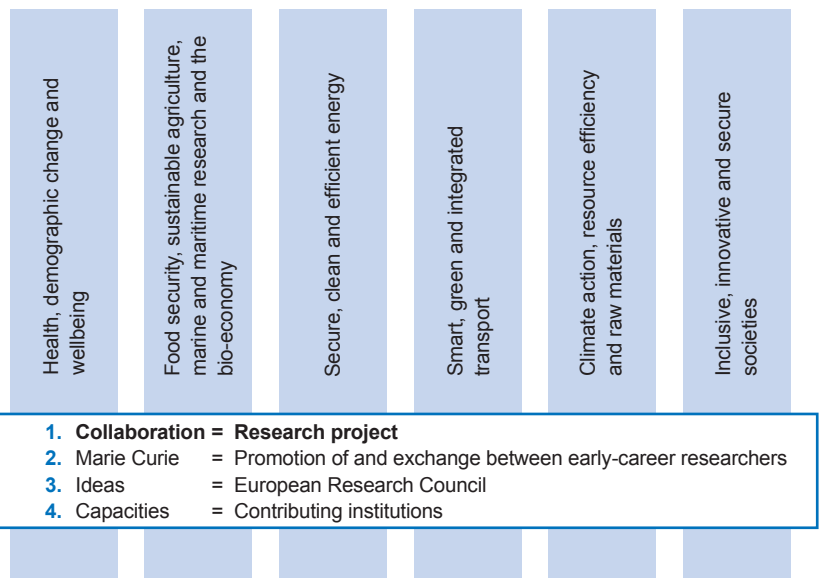 Health, demographic change and
wellbeing
Food security, sustainable agriculture,
marine and maritime research and the
bio-economy
Secure, clean and efficient energy
Smart, green and integrated
transport
Climate action, resource efficiency
and raw materials
Inclusive, innovative and secure
societies
1. Collaboration = Research project
2. Marie Curie = Promotion of and exchange between early-career researchers
3. Ideas = European Research Council
4. Capacities = Contributing institutions